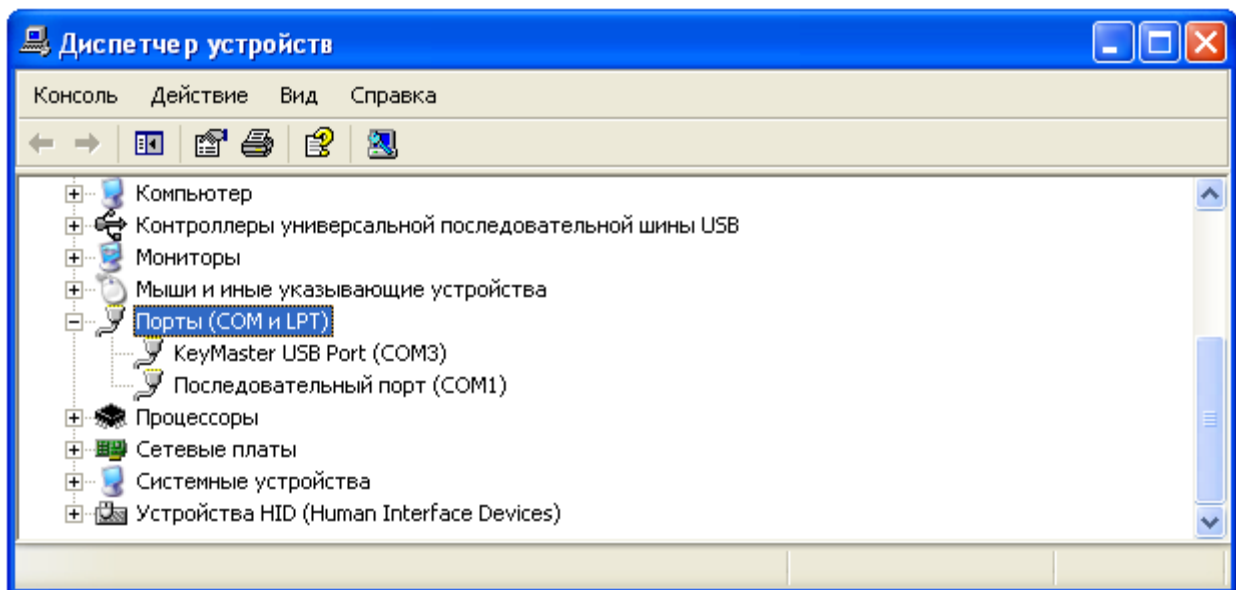 Диспетчер устройств
Консоль Действие Вид Справка
Компьютер
Контроллеры универсальной последовательной шины USB
Мониторы
Мыши и иные указывающие устройства
Порты (COM и LPT)
KeyMaster USB Port (COM3)
Последовательный порт (COM1)
Процессоры
Сетевые платы
Системные устройства
Устройства HID (Human Interface Devices)